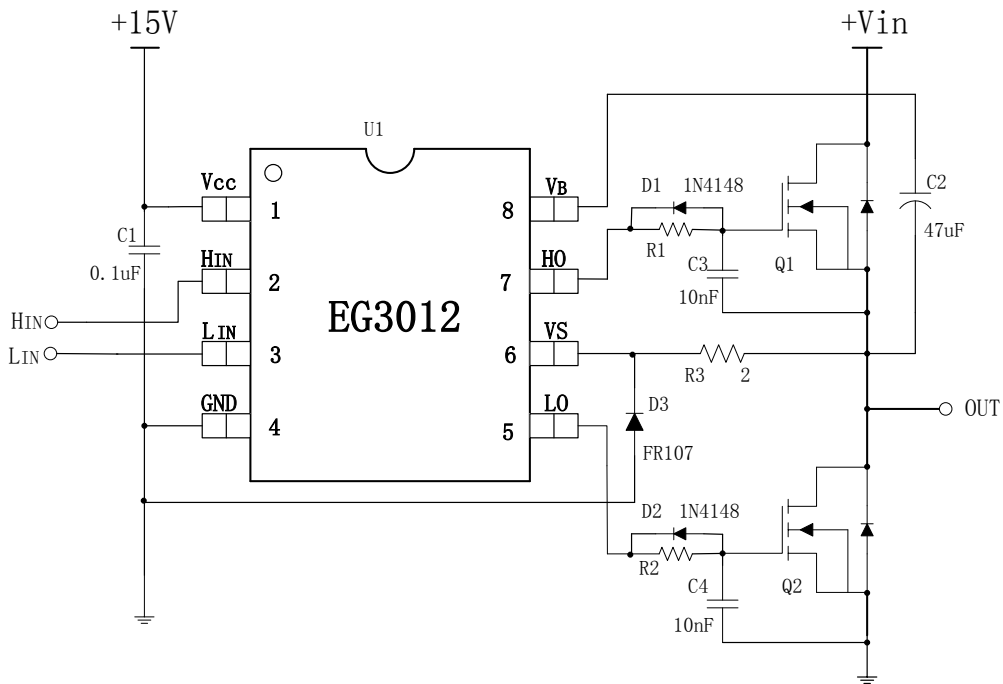 +15V
+Vin
U1
Vcc
1
VB
8
D1 1N4148
C2
47uF
C1
0.1uF
HIN
2
HO
7
R1
C3
10nF
Q1
EG3012
HIN
LIN
LIN
3
VS
6
R3 2
GND
4
LO
5
D3
FR107
OUT
D2 1N4148
R2
C4
10nF
Q2